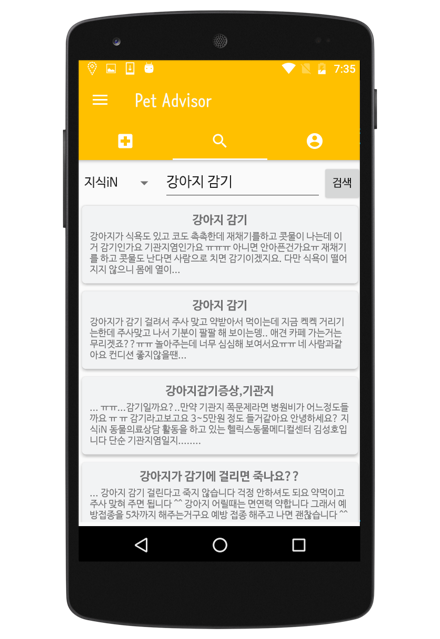 7:35
Pet Advisor
지식iN
강아지 감기
검색
강아지 감기
강아지가 식욕도 있고 코도 촉촉한데 재채기를하고 콧물이 나는데 이
거 감기인가요 기관지염인가요 ㅠㅠㅠ 아니면 안아픈건가요ㅠ 재채기
를 하고 콧물도 난다면 사람으로 치면 감기이겠지요. 다만 식욕이 떨어
지지 않으니 몸에 열이...
강아지 감기
강아지가 감기 걸려서 주사 맞고 약받아서 먹이는데 지금 켁켁 거리기
는한데 주사맞고 나서 기분이 팔팔 해 보이는뎀.. 애견 카페 가는거는
무리겟죠??ㅠㅠ 놀아주는데 너무 심심해 보여서요ㅠㅠ 네 사람과같
아요 컨디션 좋지않을땐...
강아지감기증상,기관지
... ㅠㅠ...감기일까요?..만약 기관지 쪽문제라면 병원비가 어느정도들
까요 ㅠ ㅠ 감기라고보고요 3~5만원 정도 들거같아요 안녕하세요? 지
식iN 동물의료상담 활동을 하고 있는 헬릭스동물메디컬센터 김성호입
니다 단순 기관지염일지........
강아지가 감기에 걸리면 죽나요??
... 강아지 감기 걸린다고 죽지 않습니다 걱정 안하셔도 되요 약먹이고
주사 맞혀 주면 됩니다 ^^ 강아지 어릴때는 면연력 약합니다 그래서 예
방접종을 5차까지 해주는거구요 예방 접종 해주고 나면 괜찮습니다 ^^